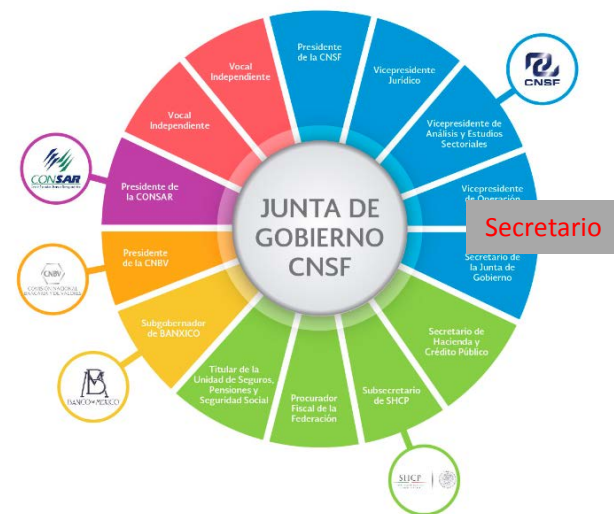 Presidente
de la CNSF
Vicepresidente
Jurídico
Vicepresidente de
Análisis y Estudios
Sectoriales
CNSF
Vicepresidente
de Operación
Secretario
Secretario de
la Junta de
Gobierno
Secretario de
Hacienda y
Crédito Público
Subsecretario
de SHCP
SHCP
Procurador
Fiscal de la
Federación
Titular de la
Unidad de Seguros,
Pensiones y
Seguridad Social
Subgobernador
de BANXICO
BANCO DE MEXICO
Presidente
de la CNBV
CNBV
Presidente de
la CONSAR
CONSAR
Vocal
Independiente
Vocal
Independiente
JUNTA DE
GOBIERNO
CNSF